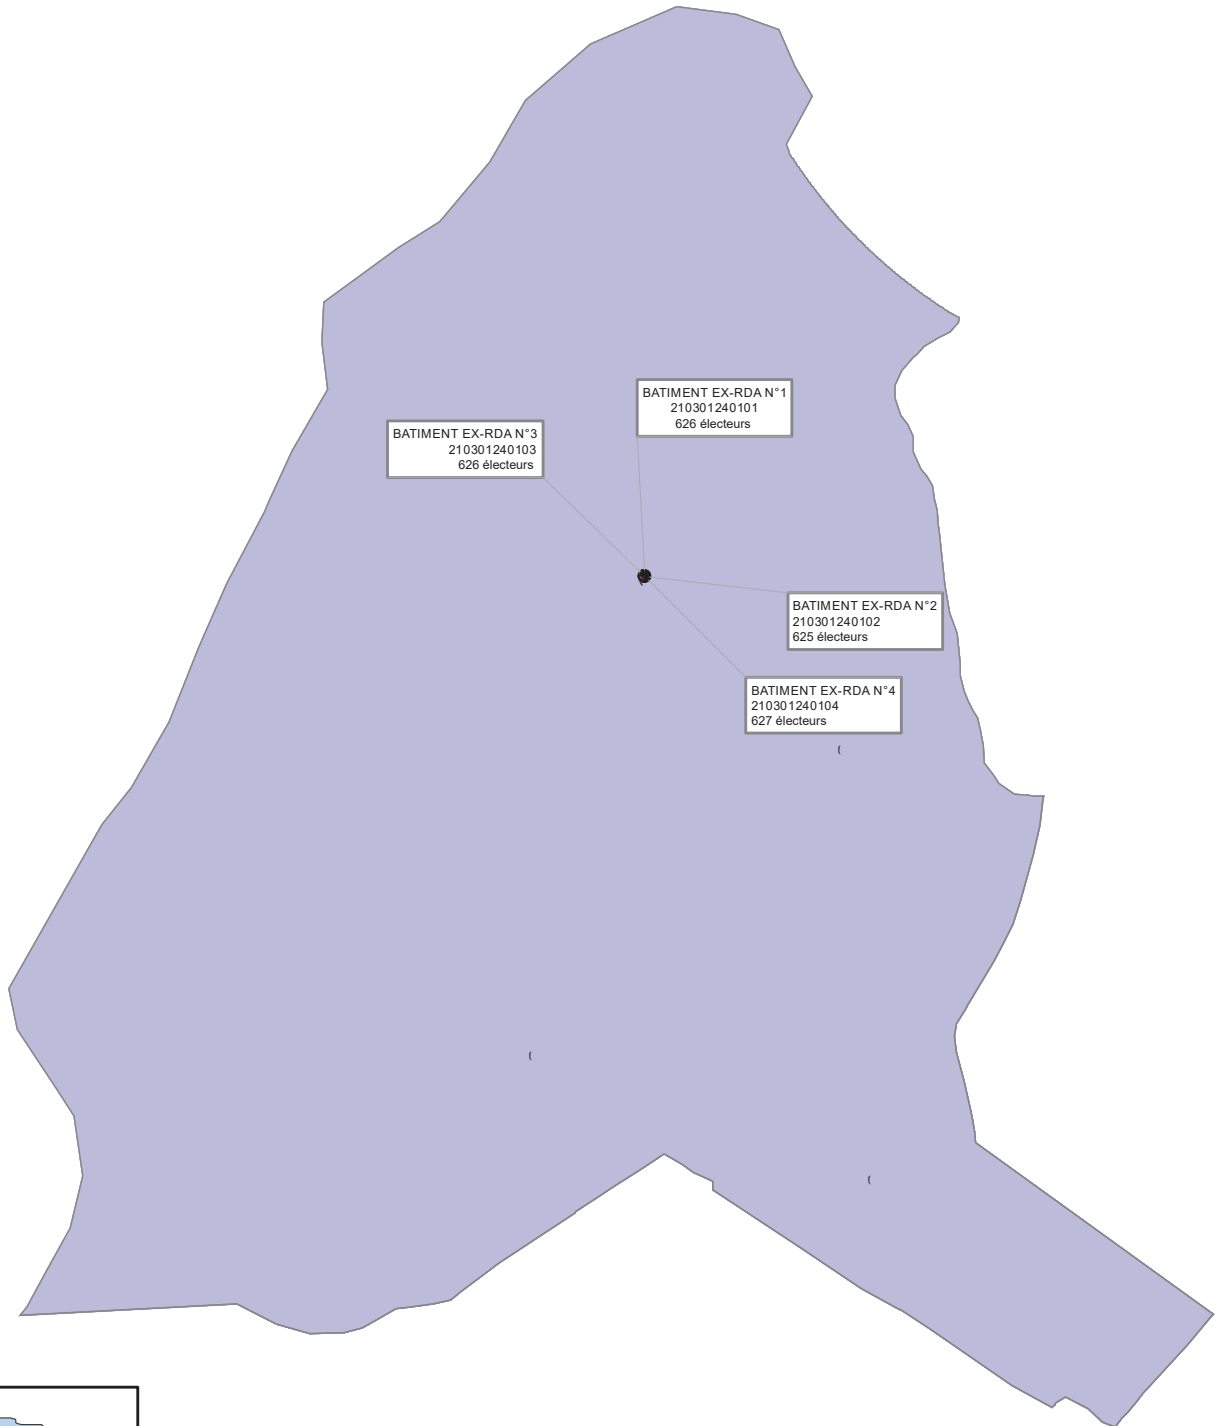 BATIMENT EX-RDA N°1
210301240101
626 électeurs
BATIMENT EX-RDA N°3
210301240103
626 électeurs
BATIMENT EX-RDA N°2
210301240102
625 électeurs
BATIMENT EX-RDA N°4
210301240104
627 électeurs